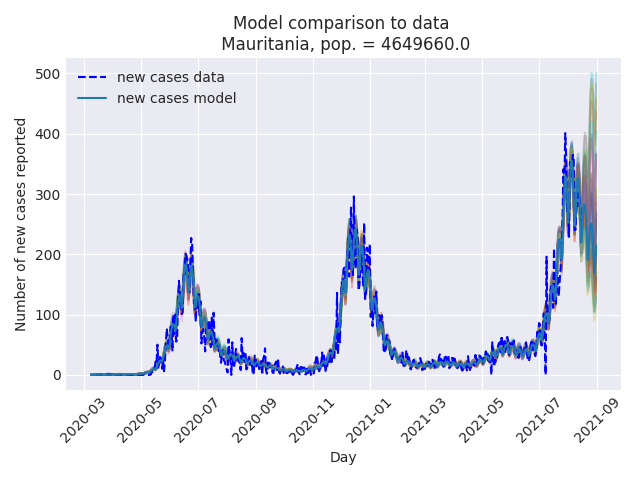 Model comparison to data
Mauritania, pop. = 4649660.0
new cases data
new cases model
Number of new cases reported
500
400
300
200
100
0
2020-03
2020-05
2020-07
2020-09
2020-11
2021-01
2021-03
2021-05
2021-07
2021-09
Day